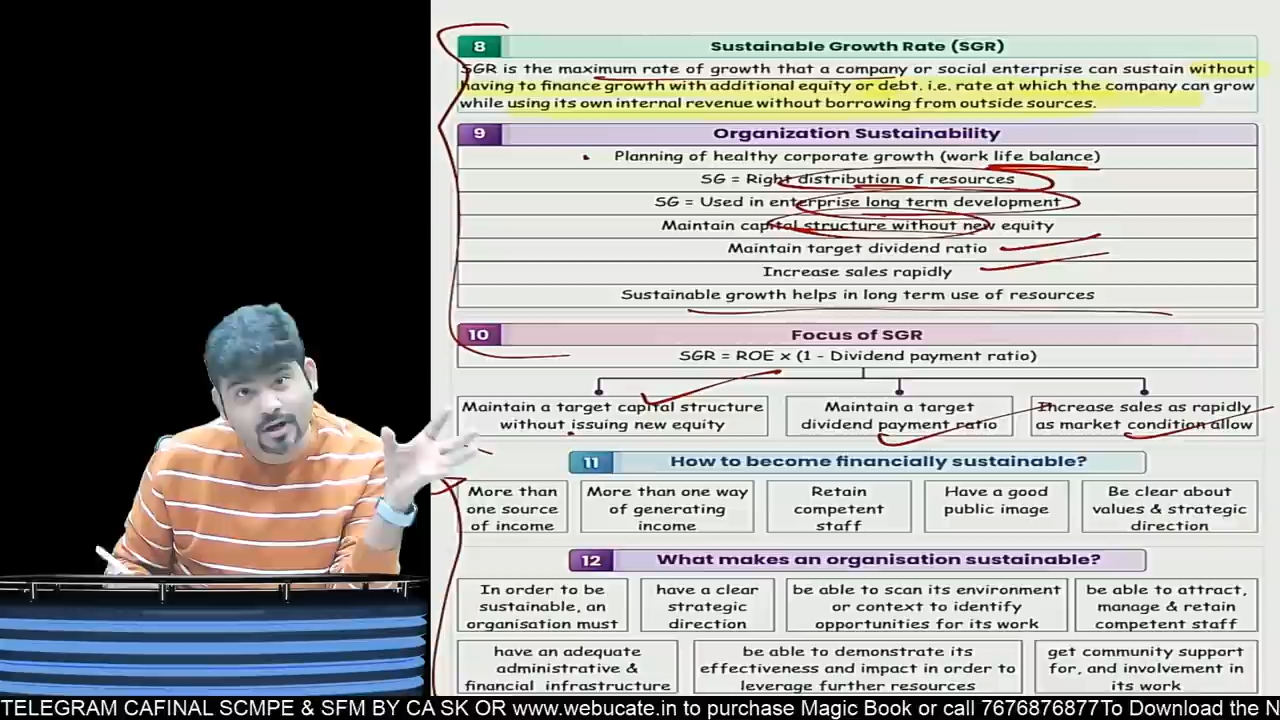 8 Sustainable Growth Rate (SGR)
SGR is the maximum rate of growth that a company or social enterprise can sustain without
having to finance growth with additional equity or debt. i.e. rate at which the company can grow
while using its own internal revenue without borrowing from outside sources.
9 Organization Sustainability
Planning of healthy corporate growth (work life balance)
SG = Right distribution of resources
SG = Used in enterprise long term development
Maintain capital structure without new equity
Maintain target dividend ratio
Increase sales rapidly
Sustainable growth helps in long term use of resources
10 Focus of SGR
SGR = ROE x (1 - Dividend payment ratio)
Maintain a target capital structure
without issuing new equity
Maintain a target
dividend payment ratio
Increase sales as rapidly
as market condition allow
11 How to become financially sustainable?
More than
one source
of income
More than one way
of generating
income
Retain
competent
staff
Have a good
public image
Be clear about
values & strategic
direction
12 What makes an organisation sustainable?
In order to be
sustainable, an
organisation must
have a clear
strategic
direction
be able to scan its environment
or context to identify
opportunities for its work
be able to attract,
manage & retain
competent staff
have an adequate
administrative &
financial infrastructure
be able to demonstrate its
effectiveness and impact in order to
leverage further resources
get community support
for, and involvement in
its work
TELEGRAM CAFINAL SCMPE & SFM BY CA SK OR www.webucate.in to purchase Magic Book or call 7676876877To Download the N